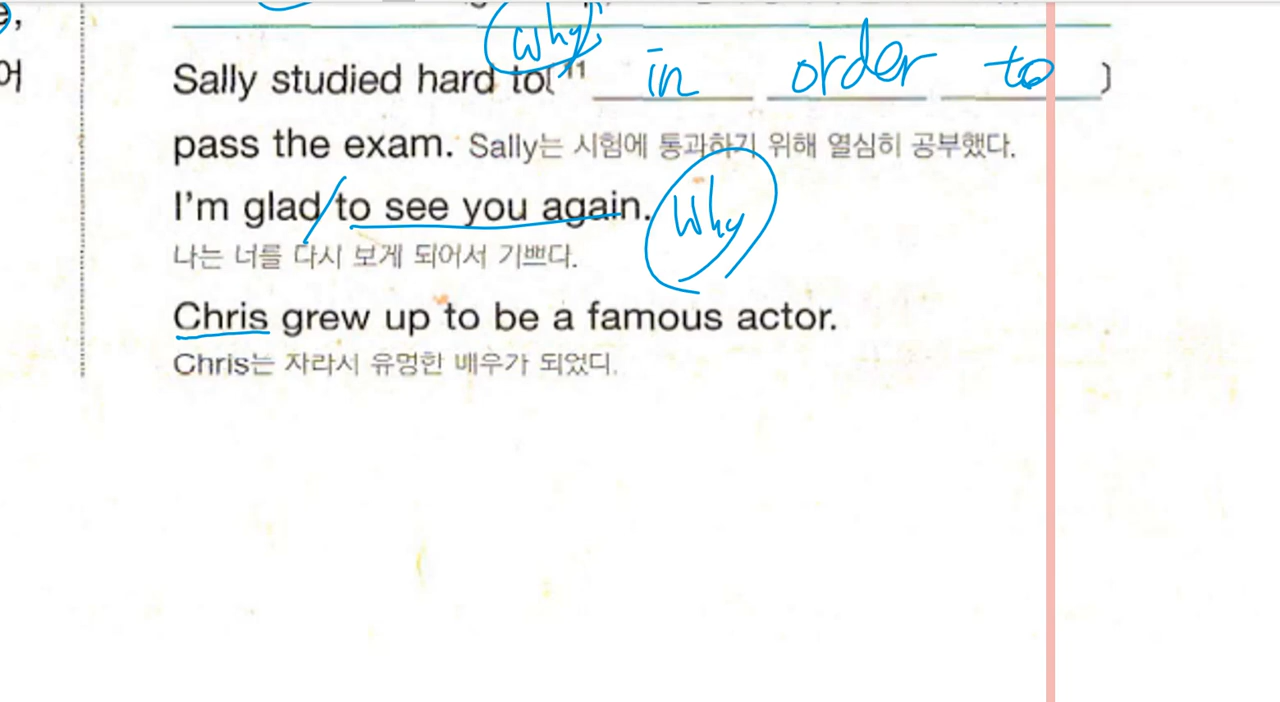 어
why
Sally studied hard to( 11 in order to )
pass the exam. Sally는 시험에 통과하기 위해 열심히 공부했다.
I'm glad / to see you again. why
나는 너를 다시 보게 되어서 기쁘다.
Chris grew up to be a famous actor.
Chris는 자라서 유명한 배우가 되었다.